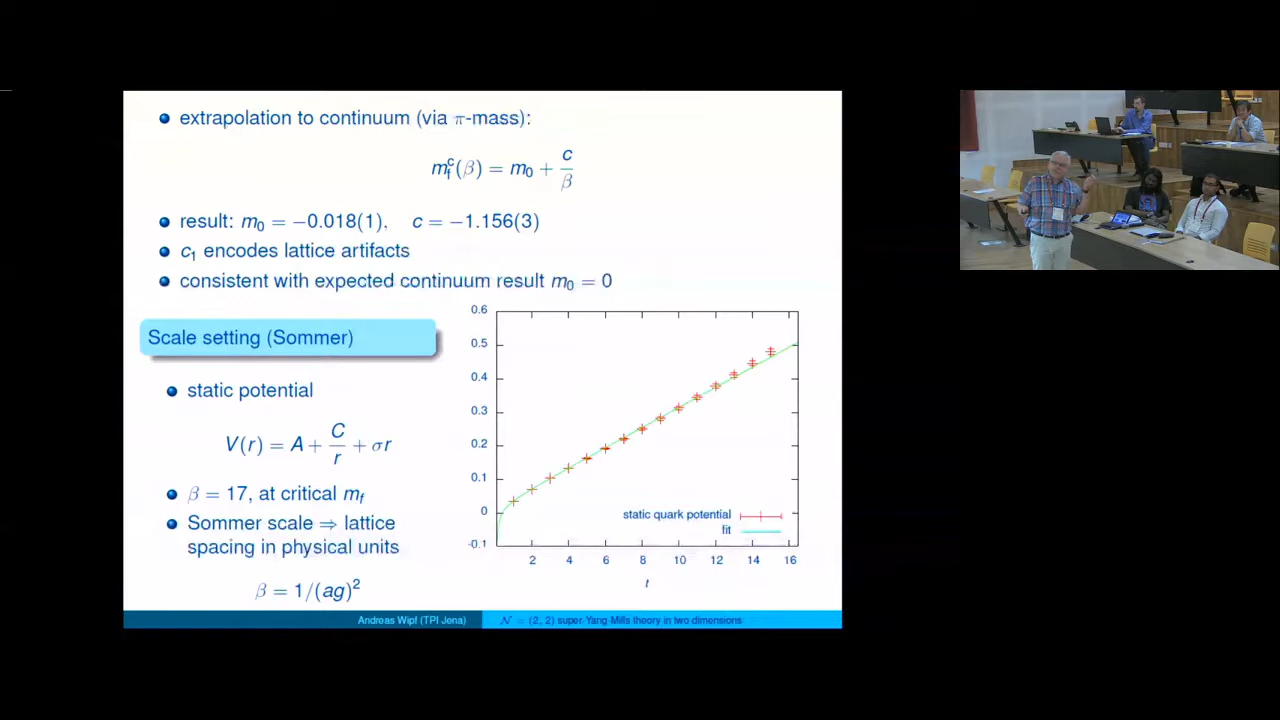 extrapolation to continuum (via π-mass):
m_f^c(β) = m_0 + c/β
result: m_0 = −0.018(1), c = −1.156(3)
c_1 encodes lattice artifacts
consistent with expected continuum result m_0 = 0
Scale setting (Sommer)
static potential
V(r) = A + C/r + σr
β = 17, at critical m_f
Sommer scale ⇒ lattice
spacing in physical units
β = 1/(ag)^2
0.6
0.5
0.4
0.3
0.2
0.1
0
-0.1
static quark potential
fit
2 4 6 8 10 12 14 16
t
Andreas Wipf (TPI Jena)
N = (2, 2) super-Yang-Mills theory in two dimensions